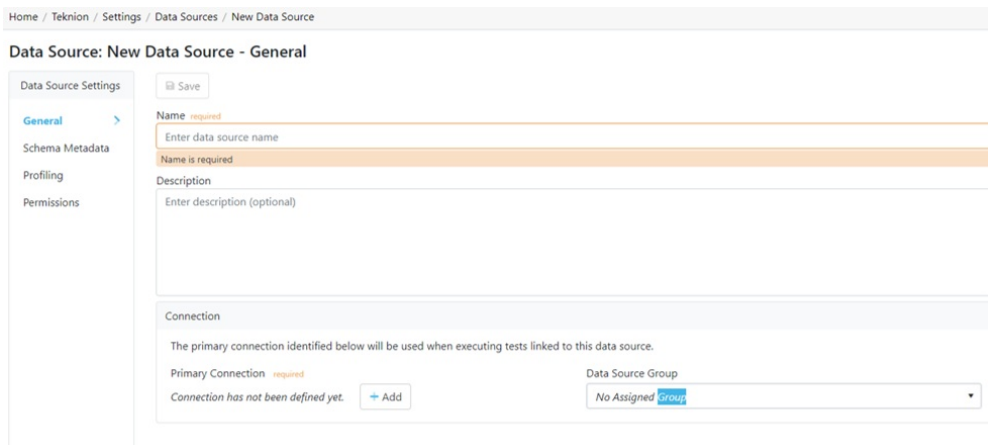 Home / Teknion / Settings / Data Sources / New Data Source
Data Source: New Data Source - General
Data Source Settings
General
Schema Metadata
Profiling
Permissions
Save
Name required
Enter data source name
Name is required
Description
Enter description (optional)
Connection
The primary connection identified below will be used when executing tests linked to this data source.
Primary Connection required
Connection has not been defined yet.
+ Add
Data Source Group
No Assigned Group